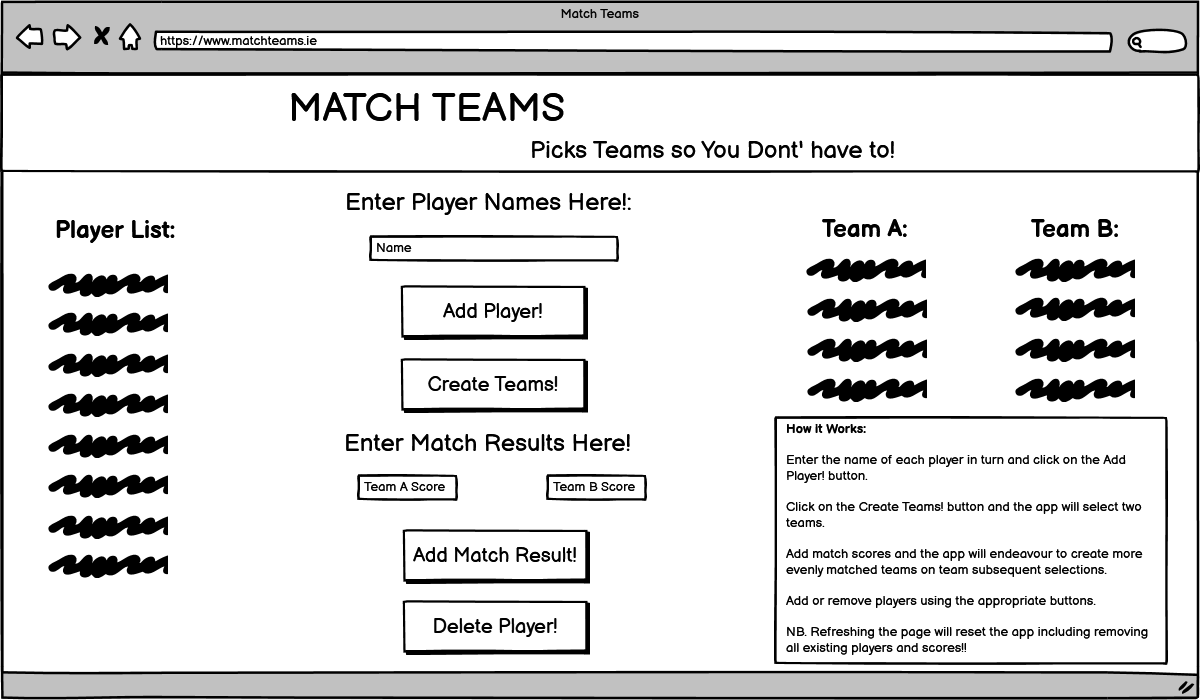 Match Teams
https://www.matchteams.ie
MATCH TEAMS
Picks Teams so You Dont' have to!
Player List:
Enter Player Names Here!:
Name
Add Player!
Create Teams!
Enter Match Results Here!
Team A Score
Team B Score
Add Match Result!
Delete Player!
Team A:
Team B:
How it Works:
Enter the name of each player in turn and click on the Add
Player! button.
Click on the Create Teams! button and the app will select two
teams.
Add match scores and the app will endeavour to create more
evenly matched teams on team subsequent selections.
Add or remove players using the appropriate buttons.
NB. Refreshing the page will reset the app including removing
all existing players and scores!!